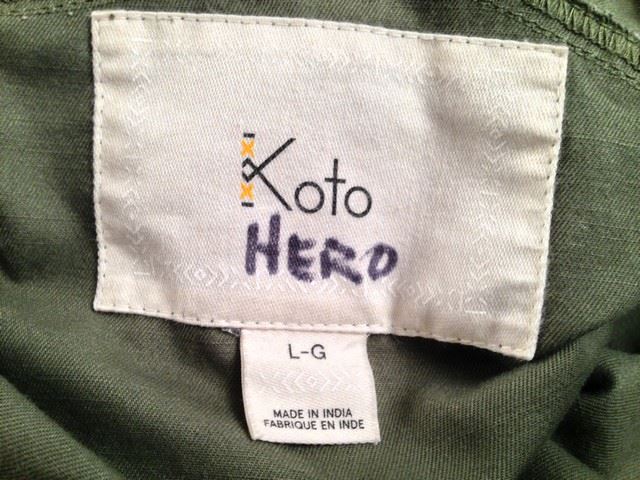 Koto
HERO
L-G
MADE IN INDIA
FABRIQUE EN INDE